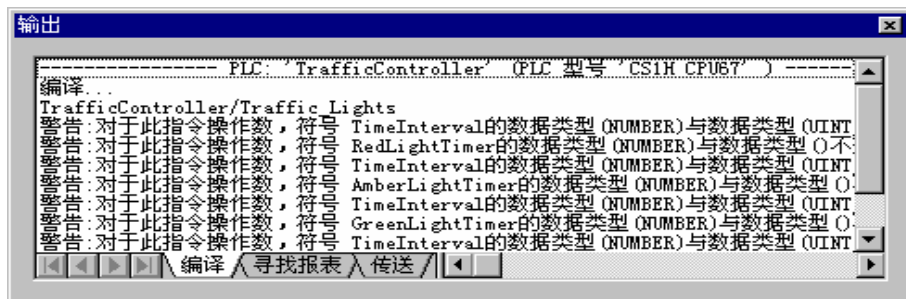 输出
---------------- PLC: 'TrafficController' (PLC 型号 'CS1H CPU67' ) ------
编译...
TrafficController/Traffic Lights
警告:对于此指令操作数，符号 TimeInterval的数据类型(NUMBER)与数据类型(UINT
警告:对于此指令操作数，符号 RedLightTimer的数据类型(NUMBER)与数据类型()不
警告:对于此指令操作数，符号 TimeInterval的数据类型(NUMBER)与数据类型(UINT
警告:对于此指令操作数，符号 AmberLightTimer的数据类型(NUMBER)与数据类型()
警告:对于此指令操作数，符号 TimeInterval的数据类型(NUMBER)与数据类型(UINT
警告:对于此指令操作数，符号 GreenLightTimer的数据类型(NUMBER)与数据类型()
警告:对于此指令操作数，符号 TimeInterval的数据类型(NUMBER)与数据类型(UINT
编译 寻找报表 传送